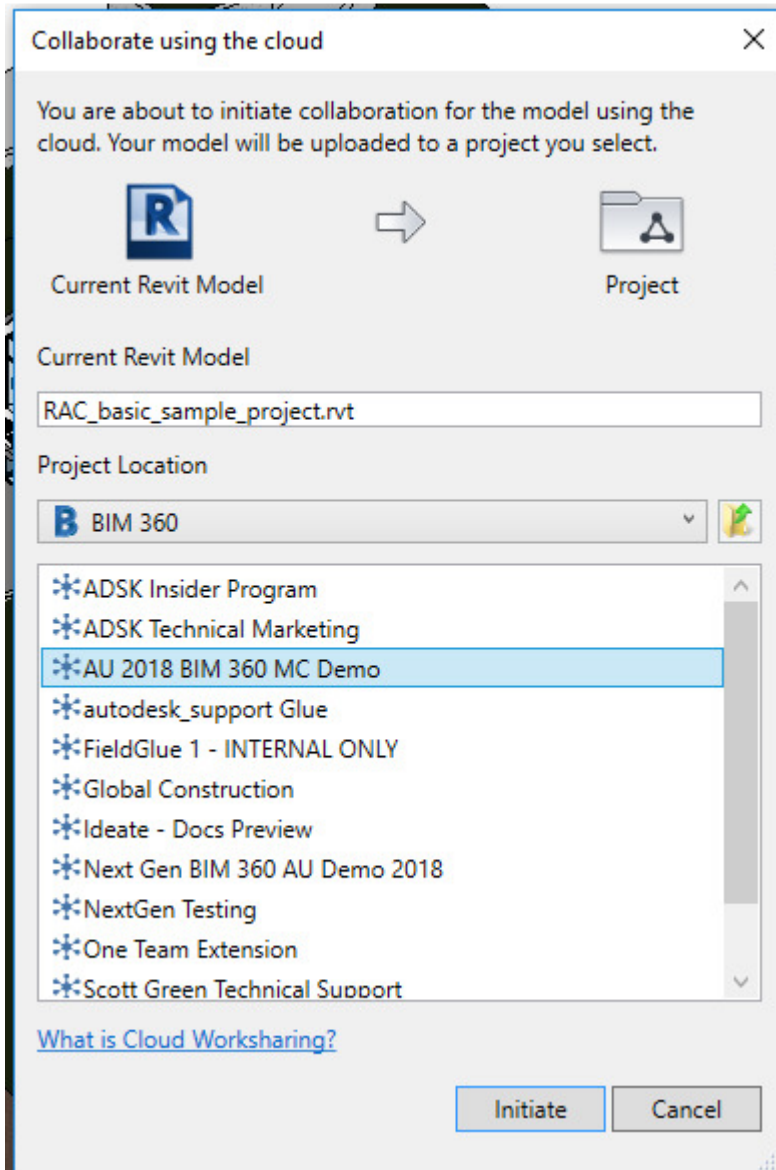 Collaborate using the cloud
You are about to initiate collaboration for the model using the
cloud. Your model will be uploaded to a project you select.
R
Current Revit Model
Project
Current Revit Model
RAC_basic_sample_project.rvt
Project Location
B BIM 360
ADSK Insider Program
ADSK Technical Marketing
AU 2018 BIM 360 MC Demo
autodesk_support Glue
FieldGlue 1 - INTERNAL ONLY
Global Construction
Ideate - Docs Preview
Next Gen BIM 360 AU Demo 2018
NextGen Testing
One Team Extension
Scott Green Technical Support
What is Cloud Worksharing?
Initiate
Cancel